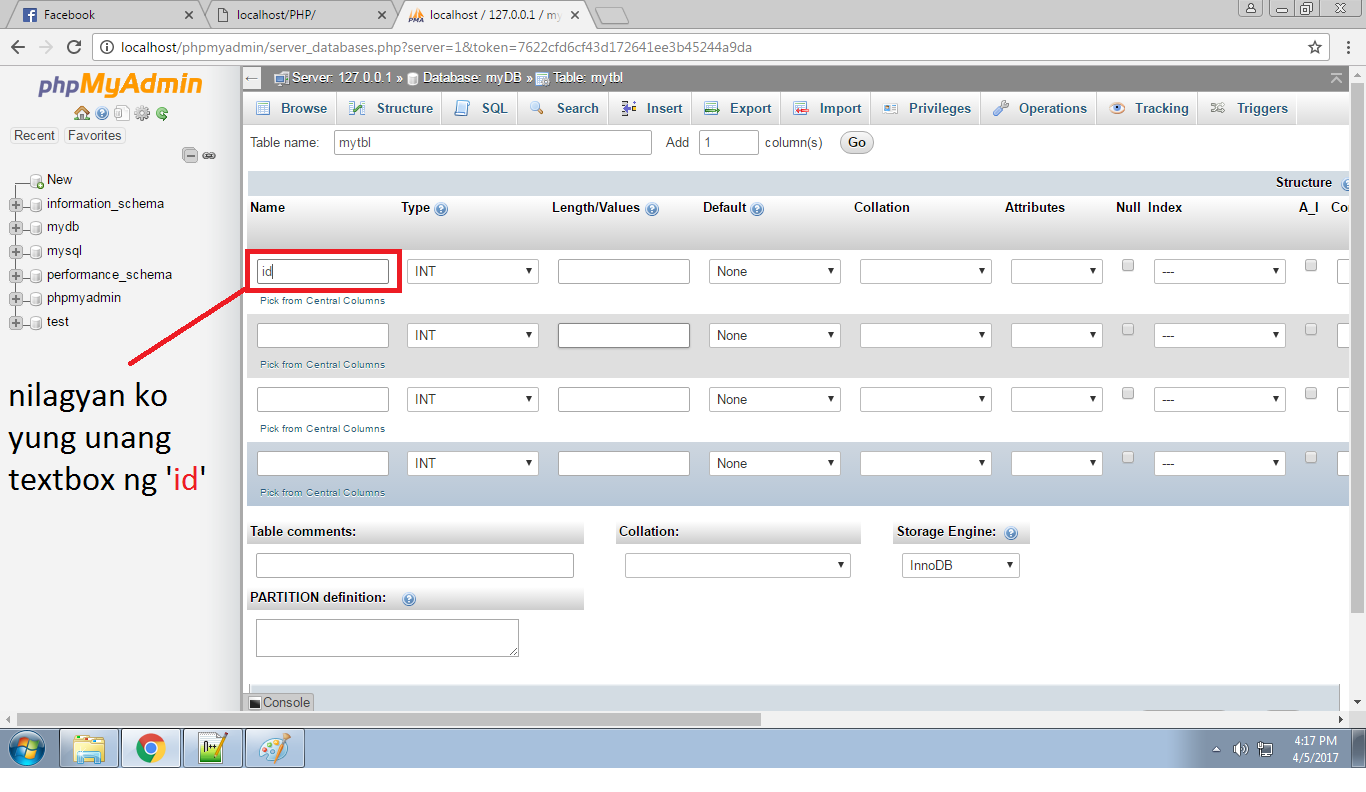 Facebook
localhost/PHP/
localhost / 127.0.0.1 / my
localhost/phpmyadmin/server_databases.php?server=1&token=7622cfd6cf43d172641ee3b45244a9da
phpMyAdmin
Recent Favorites
New
information_schema
mydb
mysql
performance_schema
phpmyadmin
test
nilagyan ko
yung unang
textbox ng 'id'
Server: 127.0.0.1 » Database: myDB » Table: mytbl
Browse Structure SQL Search Insert Export Import Privileges Operations Tracking Triggers
Table name: mytbl Add 1 column(s) Go
Structure
Name Type Length/Values Default Collation Attributes Null Index A_I Co
id INT None ---
Pick from Central Columns
INT None ---
Pick from Central Columns
INT None ---
Pick from Central Columns
INT None ---
Pick from Central Columns
Table comments: Collation: Storage Engine:
InnoDB
PARTITION definition:
Console
4:17 PM
4/5/2017